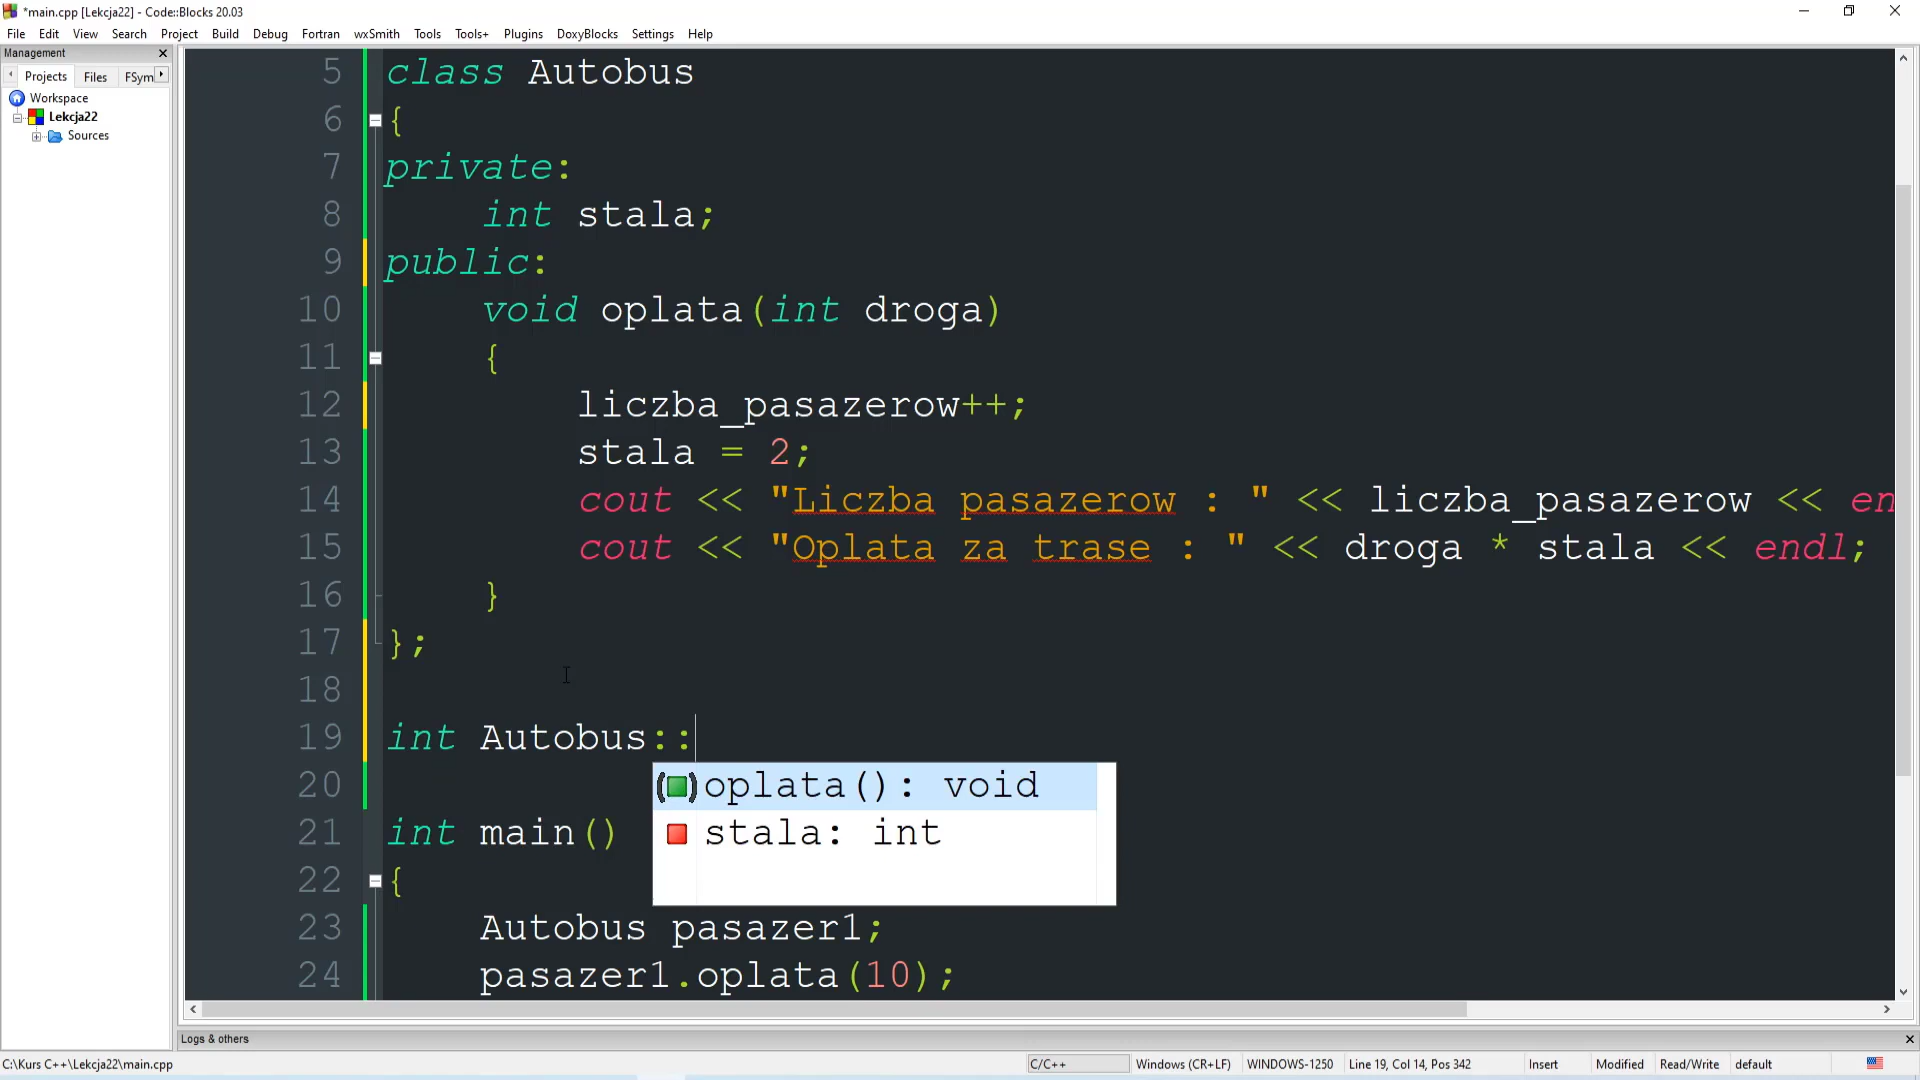 *main.cpp [Lekcja22] - Code::Blocks 20.03
File Edit View Search Project Build Debug Fortran wxSmith Tools Tools+ Plugins DoxyBlocks Settings Help
Management
Projects Files FSym
Workspace
Lekcja22
Sources
5 class Autobus
6 {
7 private:
8 int stala;
9 public:
10 void oplata(int droga)
11 {
12 liczba_pasazerow++;
13 stala = 2;
14 cout << "Liczba pasazerow : " << liczba_pasazerow << en
15 cout << "Oplata za trase : " << droga * stala << endl;
16 }
17 };
18
19 int Autobus::
oplata(): void
20
stala: int
21 int main()
22 {
23 Autobus pasazer1;
24 pasazer1.oplata(10);
Logs & others
C:\Kurs C++\Lekcja22\main.cpp C/C++ Windows (CR+LF) WINDOWS-1250 Line 19, Col 14, Pos 342 Insert Modified Read/Write default